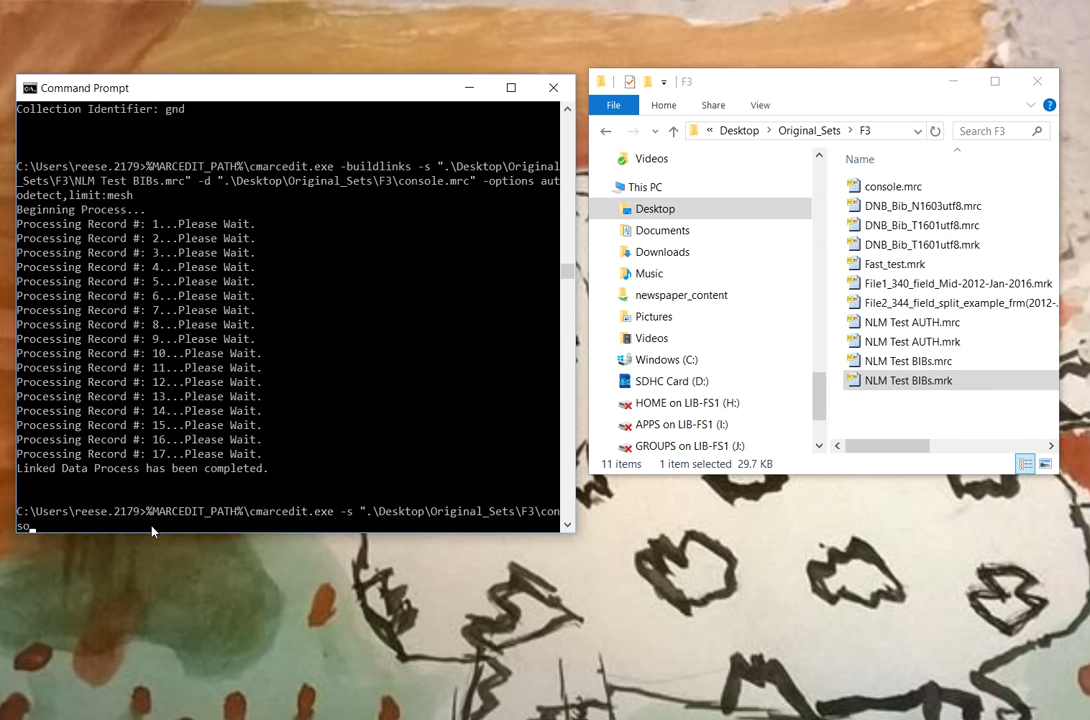 Command Prompt
Collection Identifier: gnd
C:\Users\reese.2179>%MARCEDIT_PATH%\cmarcedit.exe -buildlinks -s ".\Desktop\Original
_Sets\F3\NLM Test BIBs.mrc" -d ".\Desktop\Original_Sets\F3\console.mrc" -options aut
odetect,limit:mesh
Beginning Process...
Processing Record #: 1...Please Wait.
Processing Record #: 2...Please Wait.
Processing Record #: 3...Please Wait.
Processing Record #: 4...Please Wait.
Processing Record #: 5...Please Wait.
Processing Record #: 6...Please Wait.
Processing Record #: 7...Please Wait.
Processing Record #: 8...Please Wait.
Processing Record #: 9...Please Wait.
Processing Record #: 10...Please Wait.
Processing Record #: 11...Please Wait.
Processing Record #: 12...Please Wait.
Processing Record #: 13...Please Wait.
Processing Record #: 14...Please Wait.
Processing Record #: 15...Please Wait.
Processing Record #: 16...Please Wait.
Processing Record #: 17...Please Wait.
Linked Data Process has been completed.
C:\Users\reese.2179>%MARCEDIT_PATH%\cmarcedit.exe -s ".\Desktop\Original_Sets\F3\con
so
F3
File Home Share View
« Desktop > Original_Sets > F3
Search F3
Videos
This PC
Desktop
Documents
Downloads
Music
newspaper_content
Pictures
Videos
Windows (C:)
SDHC Card (D:)
HOME on LIB-FS1 (H:)
APPS on LIB-FS1 (I:)
GROUPS on LIB-FS1 (J:)
Name
console.mrc
DNB_Bib_N1603utf8.mrc
DNB_Bib_T1601utf8.mrc
DNB_Bib_T1601utf8.mrk
Fast_test.mrk
File1_340_field_Mid-2012-Jan-2016.mrk
File2_344_field_split_example_frm(2012-
NLM Test AUTH.mrc
NLM Test AUTH.mrk
NLM Test BIBs.mrc
NLM Test BIBs.mrk
11 items 1 item selected 29.7 KB